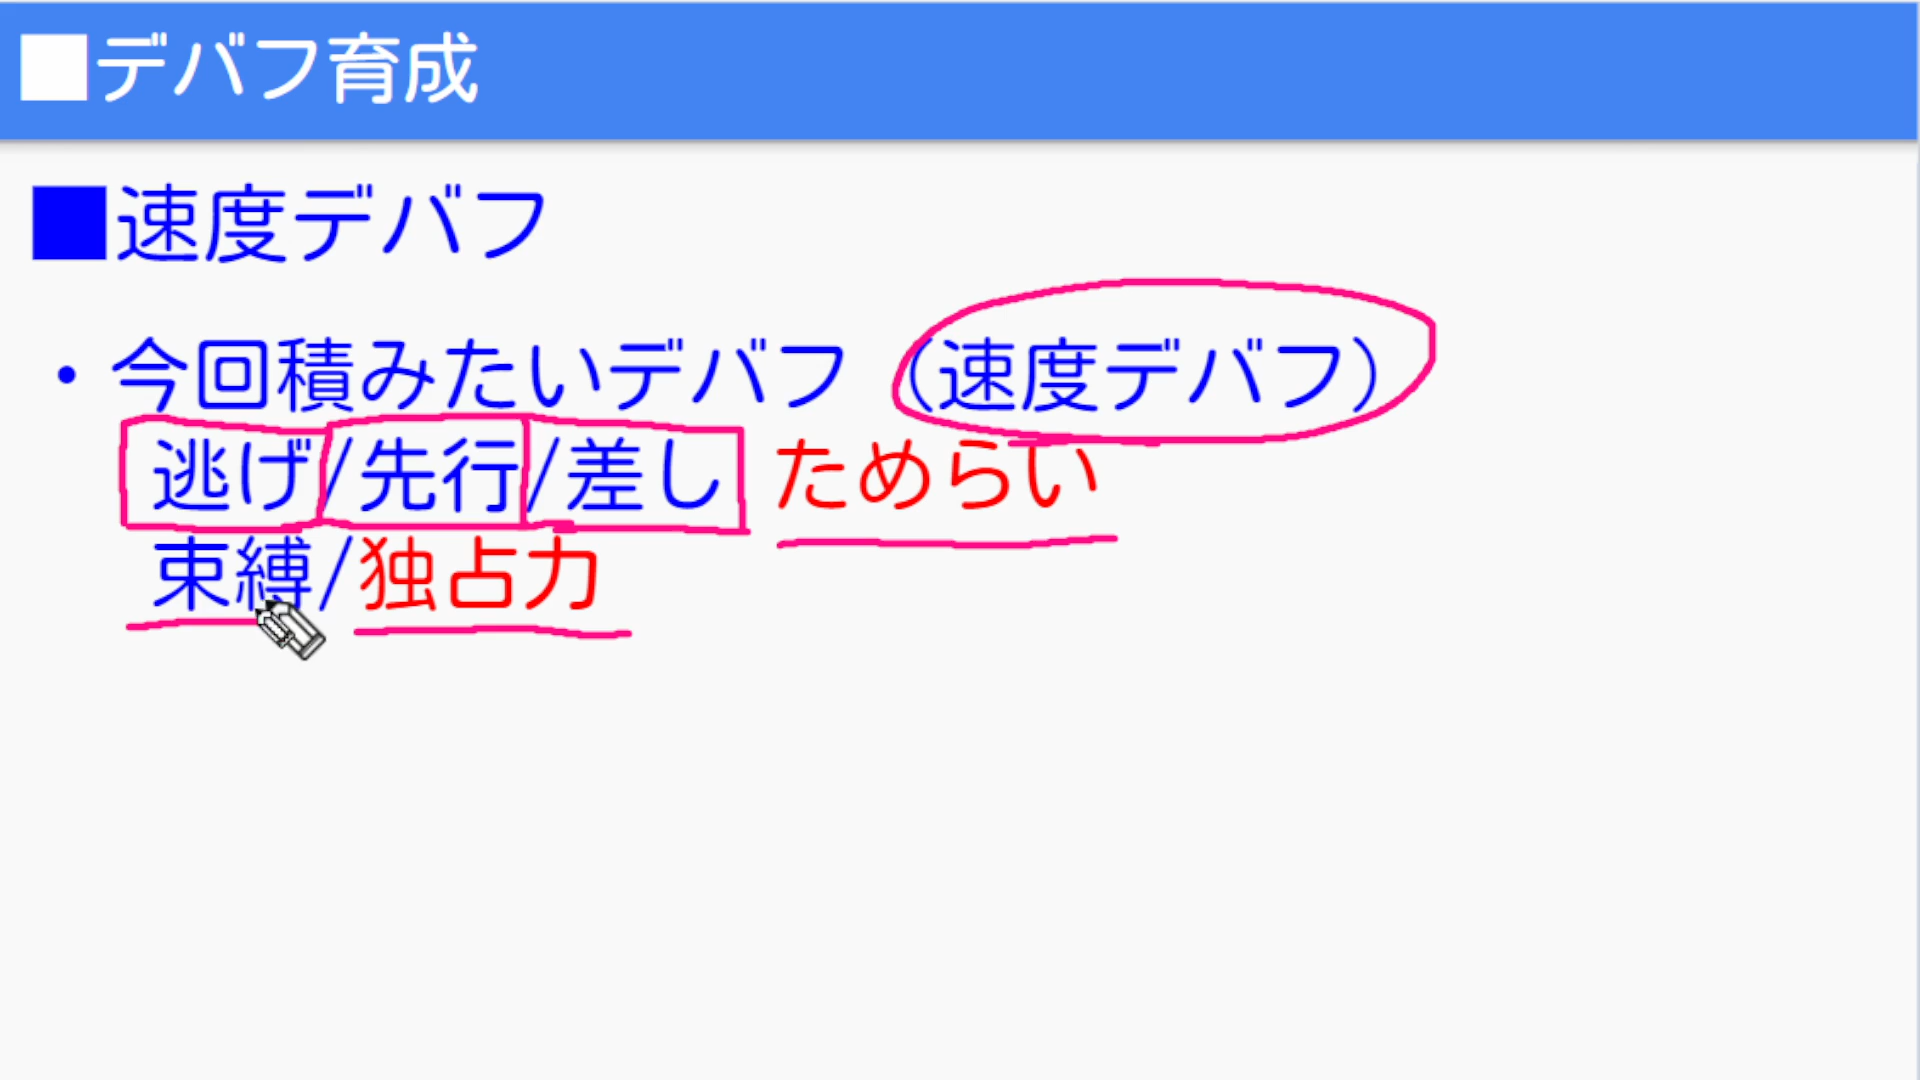 ■デバフ育成
■速度デバフ
・今回積みたいデバフ（速度デバフ）
逃げ/先行/差し ためらい
束縛/独占力